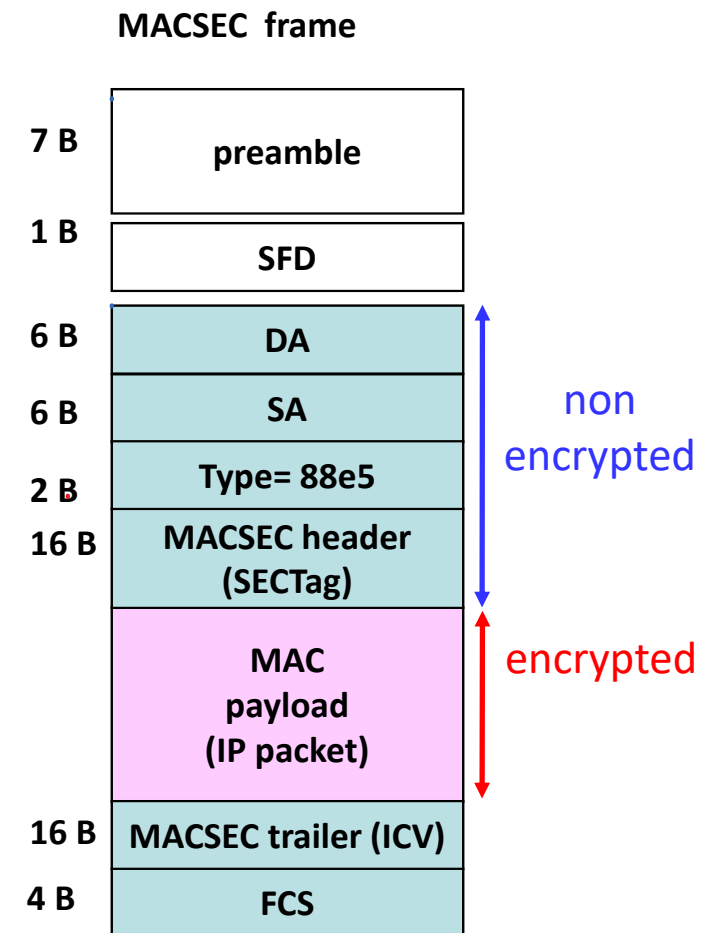 MACSEC  frame
7 B
preamble
1 B
SFD
6 B
DA
6 B
SA
non
encrypted
2 B
Type= 88e5
16 B
MACSEC header
(SECTag)
MAC
payload
(IP packet)
encrypted
16 B
MACSEC trailer (ICV)
4 B
FCS